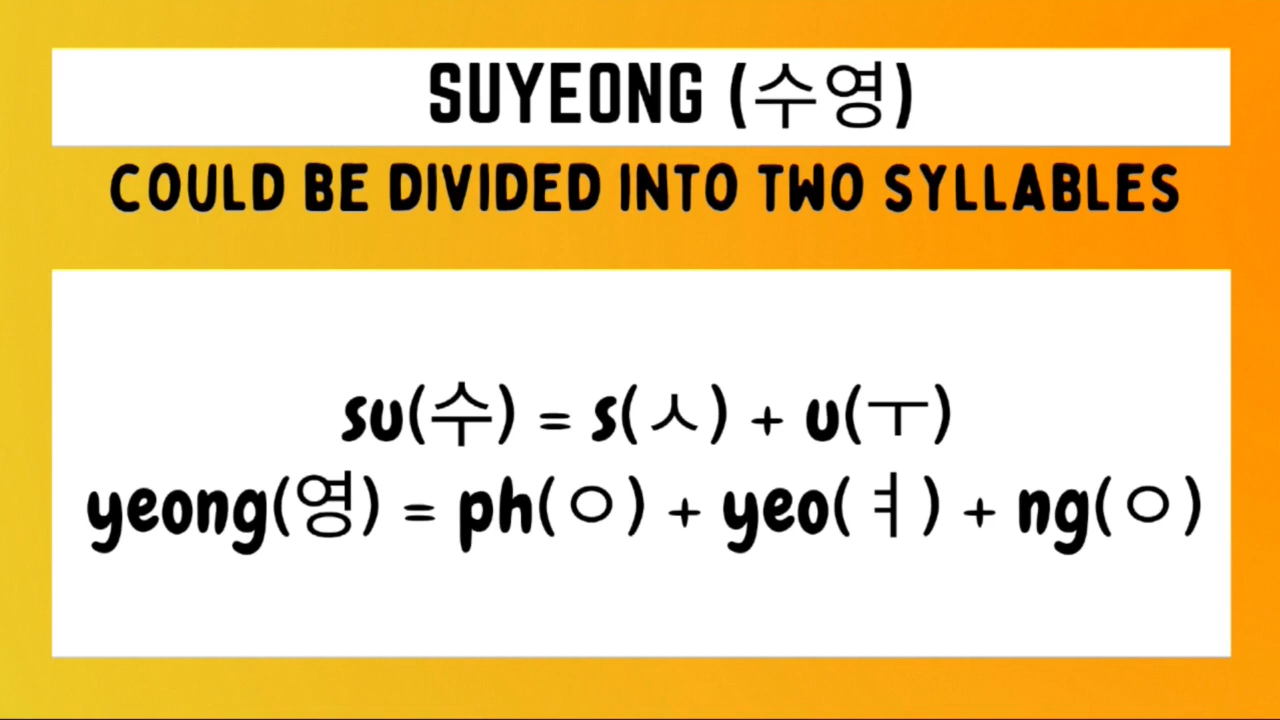 SUYEONG (수영)
COULD BE DIVIDED INTO TWO SYLLABLES
su(수) = s(ㅅ) + u(ㅜ)
yeong(영) = ph(ㅇ) + yeo(ㅕ) + ng(ㅇ)